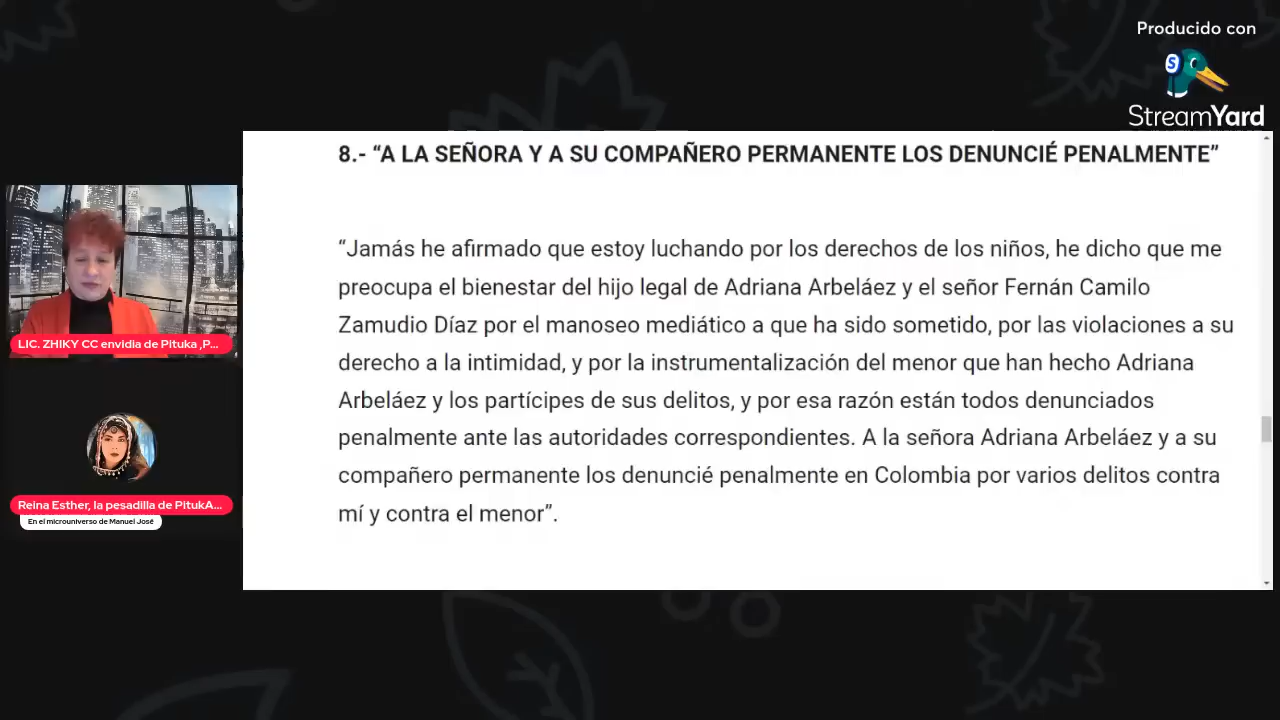 Producido con
StreamYard
8.- “A LA SEÑORA Y A SU COMPAÑERO PERMANENTE LOS DENUNCIÉ PENALMENTE”
“Jamás he afirmado que estoy luchando por los derechos de los niños, he dicho que me
preocupa el bienestar del hijo legal de Adriana Arbeláez y el señor Fernán Camilo
Zamudio Díaz por el manoseo mediático a que ha sido sometido, por las violaciones a su
derecho a la intimidad, y por la instrumentalización del menor que han hecho Adriana
Arbeláez y los partícipes de sus delitos, y por esa razón están todos denunciados
penalmente ante las autoridades correspondientes. A la señora Adriana Arbeláez y a su
compañero permanente los denuncié penalmente en Colombia por varios delitos contra
mí y contra el menor”.
LIC. ZHIKY CC envidia de Pituka ,P...
Reina Esther, la pesadilla de PitukA...
En el microuniverso de Manuel José